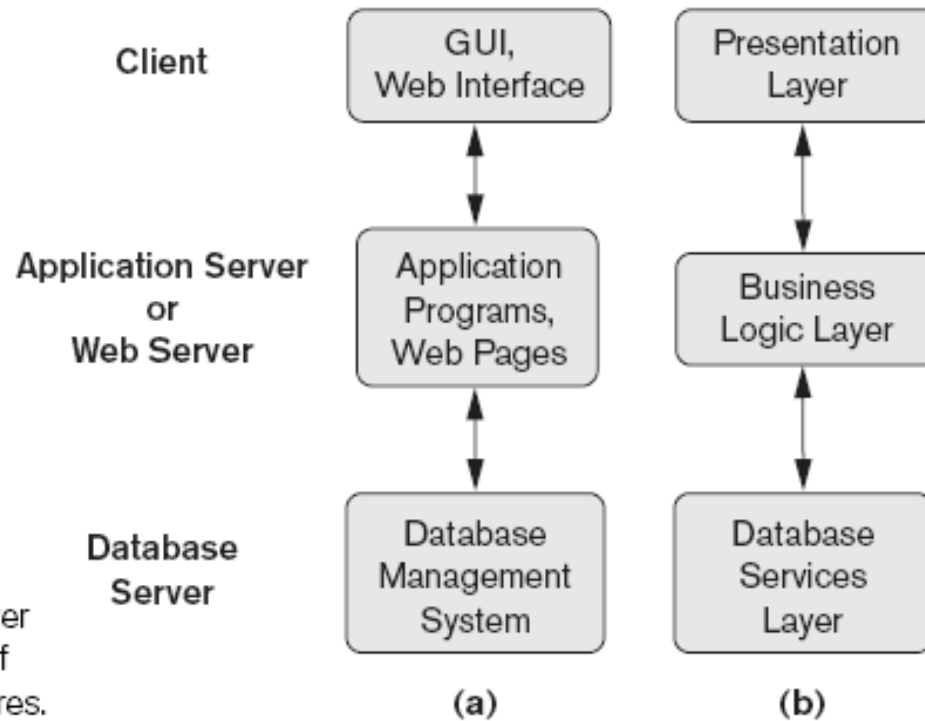 Client
GUI,
Web Interface
Presentation
Layer
Application Server
or
Web Server
Application
Programs,
Web Pages
Business
Logic Layer
Database
Server
Database
Management
System
Database
Services
Layer
res.
(a)
(b)